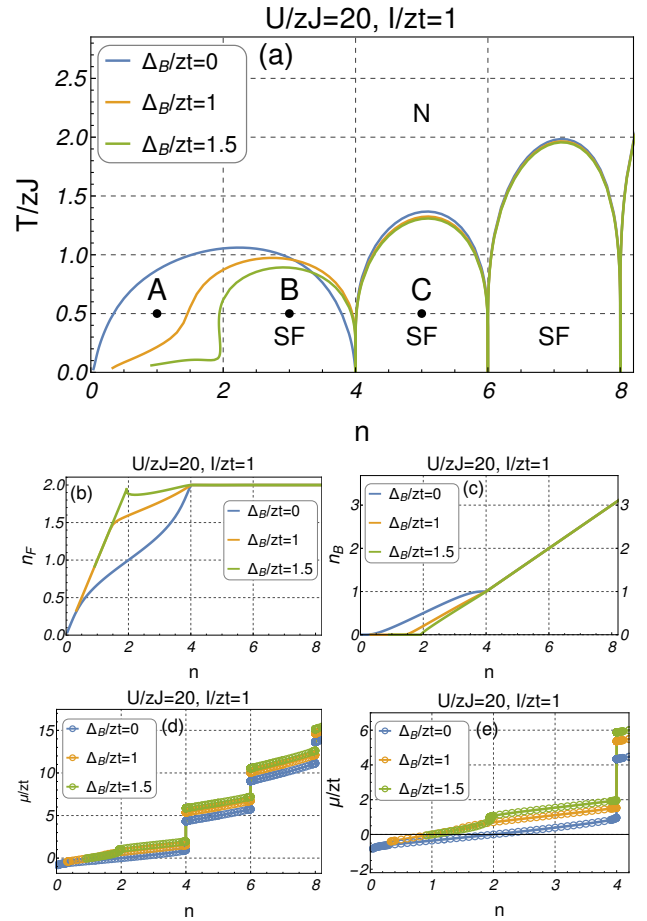 U/zJ=20, I/zt=1
(a)
Δ_B/zt=0
Δ_B/zt=1
Δ_B/zt=1.5
T/zJ
2.5
2.0
1.5
1.0
0.5
0.0
N
A
B
C
SF
SF
SF
0
2
4
6
8
n
U/zJ=20, I/zt=1
(b)
Δ_B/zt=0
Δ_B/zt=1
Δ_B/zt=1.5
n_F
2.0
1.5
1.0
0.5
0.0
0
2
4
6
8
n
U/zJ=20, I/zt=1
(c)
Δ_B/zt=0
Δ_B/zt=1
Δ_B/zt=1.5
n_B
3
2
1
0
3
2
1
0
0
2
4
6
8
n
U/zJ=20, I/zt=1
(d)
Δ_B/zt=0
Δ_B/zt=1
Δ_B/zt=1.5
μ/zt
15
10
5
0
0
2
4
6
8
n
U/zJ=20, I/zt=1
(e)
Δ_B/zt=0
Δ_B/zt=1
Δ_B/zt=1.5
μ/zt
6
4
2
0
−2
0
1
2
3
4
n